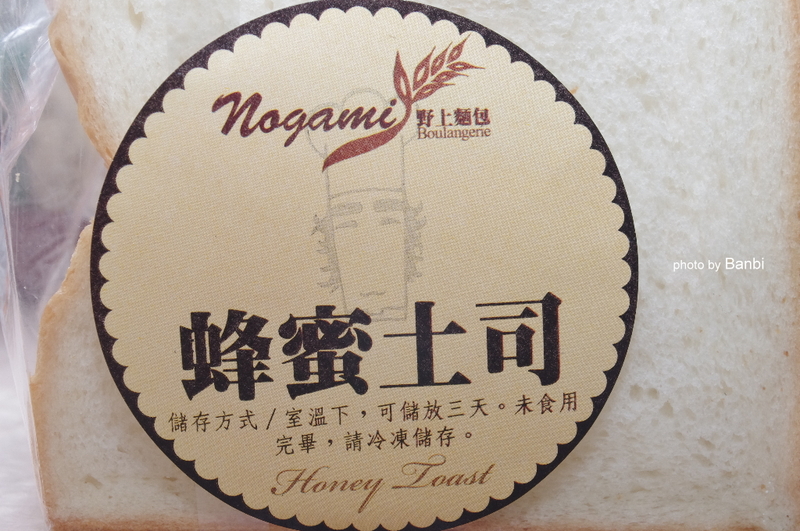 Nogami
野上麵包
Boulangerie
蜂蜜土司
儲存方式/室溫下,可儲放三天。未食用
完畢,請冷凍儲存。
Honey Toast
photo by Banbi